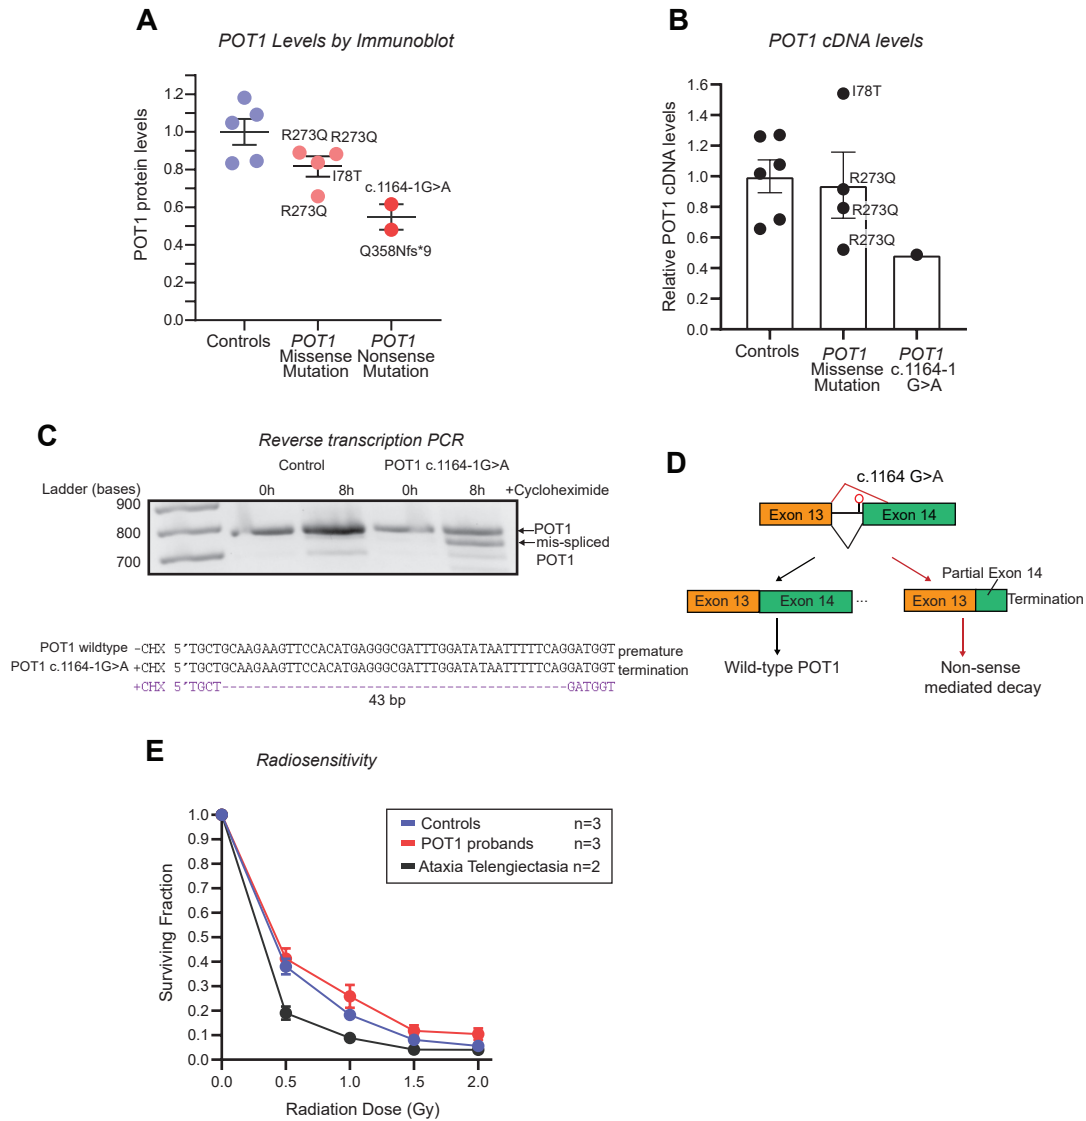 A
POT1 Levels by Immunoblot
POT1 protein levels
1.2
1.0
0.8
0.6
0.4
0.2
0.0
R273Q R273Q
I78T
R273Q
c.1164-1G>A
Q358Nfs*9
Controls
POT1
Missense
Mutation
POT1
Nonsense
Mutation
B
POT1 cDNA levels
Relative POT1 cDNA levels
1.6
1.4
1.2
1.0
0.8
0.6
0.4
0.2
0.0
I78T
R273Q
R273Q
R273Q
Controls
POT1
Missense
Mutation
POT1
c.1164-1
G>A
C
Reverse transcription PCR
Control POT1 c.1164-1G>A
Ladder (bases) 0h 8h 0h 8h +Cycloheximide
900
800
700
POT1
mis-spliced
POT1
POT1 wildtype -CHX 5´TGCTGCAAGAAGTTCCACATGAGGGCGATTTGGATATAATTTTTCAGGATGGT
POT1 c.1164-1G>A +CHX 5´TGCTGCAAGAAGTTCCACATGAGGGCGATTTGGATATAATTTTTCAGGATGGT
+CHX 5´TGCT-------------------------------------------GATGGT
43 bp
premature
termination
D
c.1164 G>A
Exon 13 Exon 14
Partial Exon 14
Exon 13 Exon 14 ...
Exon 13 Termination
Wild-type POT1
Non-sense
mediated decay
E
Radiosensitivity
Surviving Fraction
1.0
0.9
0.8
0.7
0.6
0.5
0.4
0.3
0.2
0.1
0.0
0.0 0.5 1.0 1.5 2.0
Radiation Dose (Gy)
Controls n=3
POT1 probands n=3
Ataxia Telengiectasia n=2